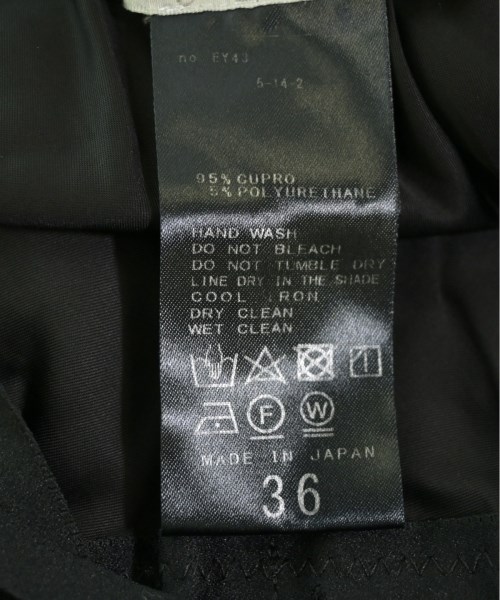 no EY43
5-14-2
95% CUPRO
5% POLYURETHANE
HAND WASH
DO NOT BLEACH
DO NOT TUMBLE DRY
LINE DRY IN THE SHADE
COOL IRON
DRY CLEAN
WET CLEAN
F W
MADE IN JAPAN
36